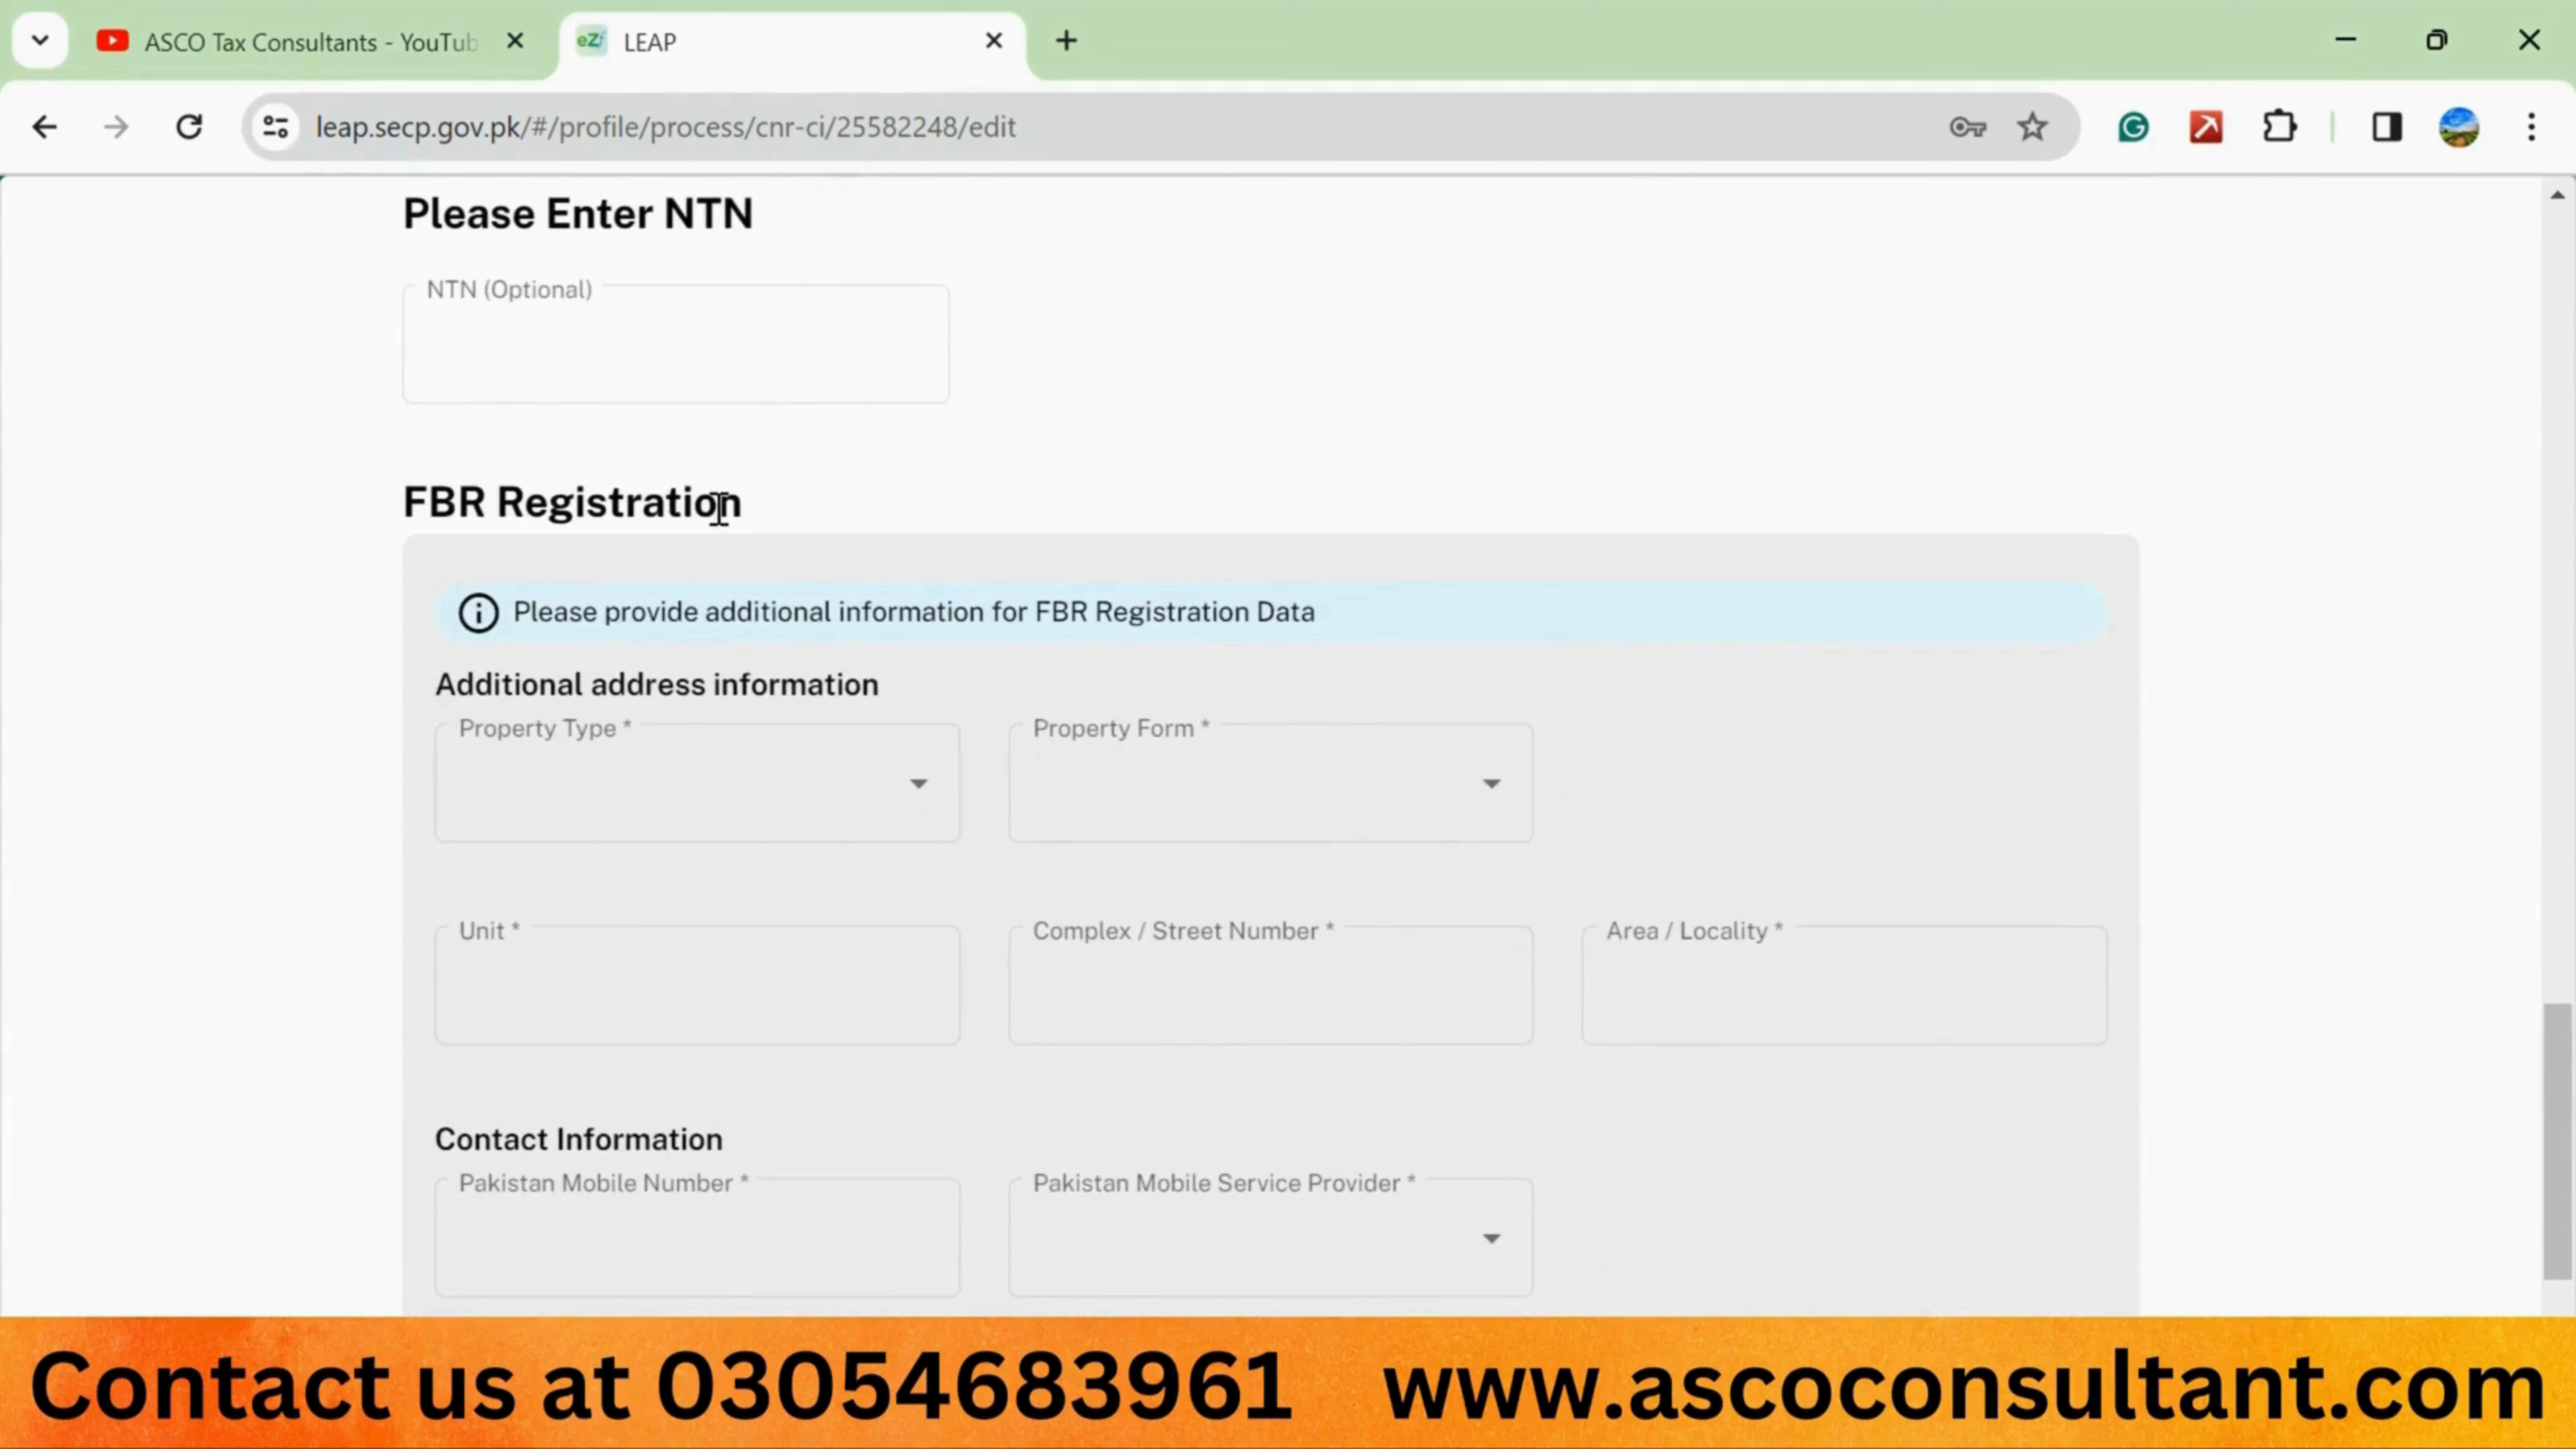 ASCO Tax Consultants - YouTub
LEAP
leap.secp.gov.pk/#/profile/process/cnr-ci/25582248/edit
Please Enter NTN
NTN (Optional)
FBR Registration
Please provide additional information for FBR Registration Data
Additional address information
Property Type *
Property Form *
Unit *
Complex / Street Number *
Area / Locality *
Contact Information
Pakistan Mobile Number *
Pakistan Mobile Service Provider *
Contact us at 03054683961
www.ascoconsultant.com